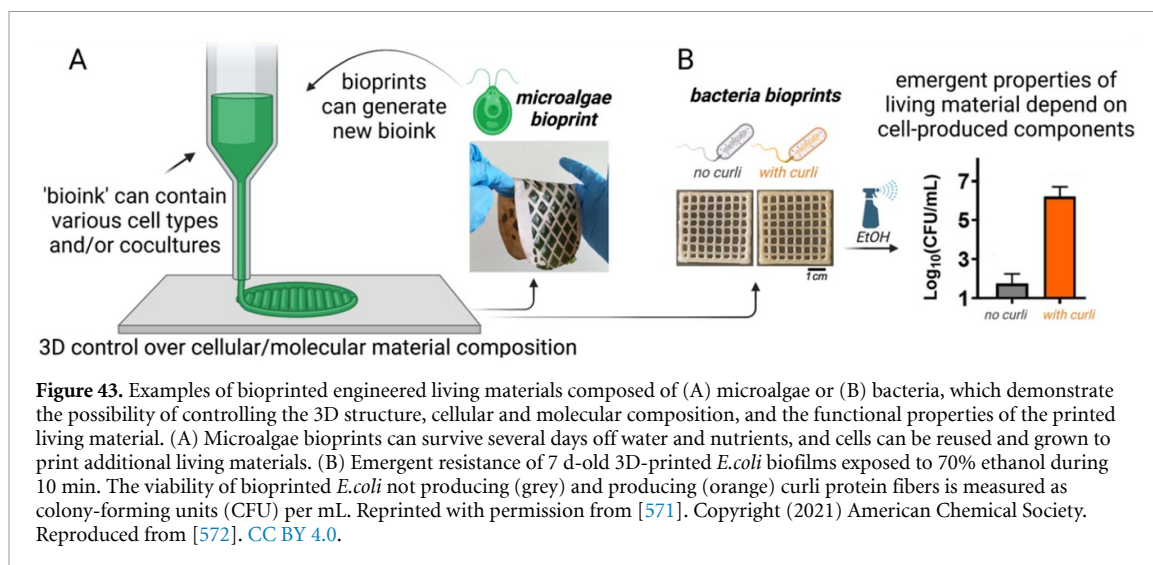 A
bioprints
can generate
new bioink
microalgae
bioprint
'bioink' can contain
various cell types
and/or cocultures
3D control over cellular/molecular material composition
B
bacteria bioprints
no curli
with curli
1cm
EtOH
emergent properties of
living material depend on
cell-produced components
Log10(CFU/mL)
7
5
3
1
no curli
with curli
Figure 43. Examples of bioprinted engineered living materials composed of (A) microalgae or (B) bacteria, which demonstrate
the possibility of controlling the 3D structure, cellular and molecular composition, and the functional properties of the printed
living material. (A) Microalgae bioprints can survive several days off water and nutrients, and cells can be reused and grown to
print additional living materials. (B) Emergent resistance of 7 d-old 3D-printed E.coli biofilms exposed to 70% ethanol during
10 min. The viability of bioprinted E.coli not producing (grey) and producing (orange) curli protein fibers is measured as
colony-forming units (CFU) per mL. Reprinted with permission from [571]. Copyright (2021) American Chemical Society.
Reproduced from [572]. CC BY 4.0.